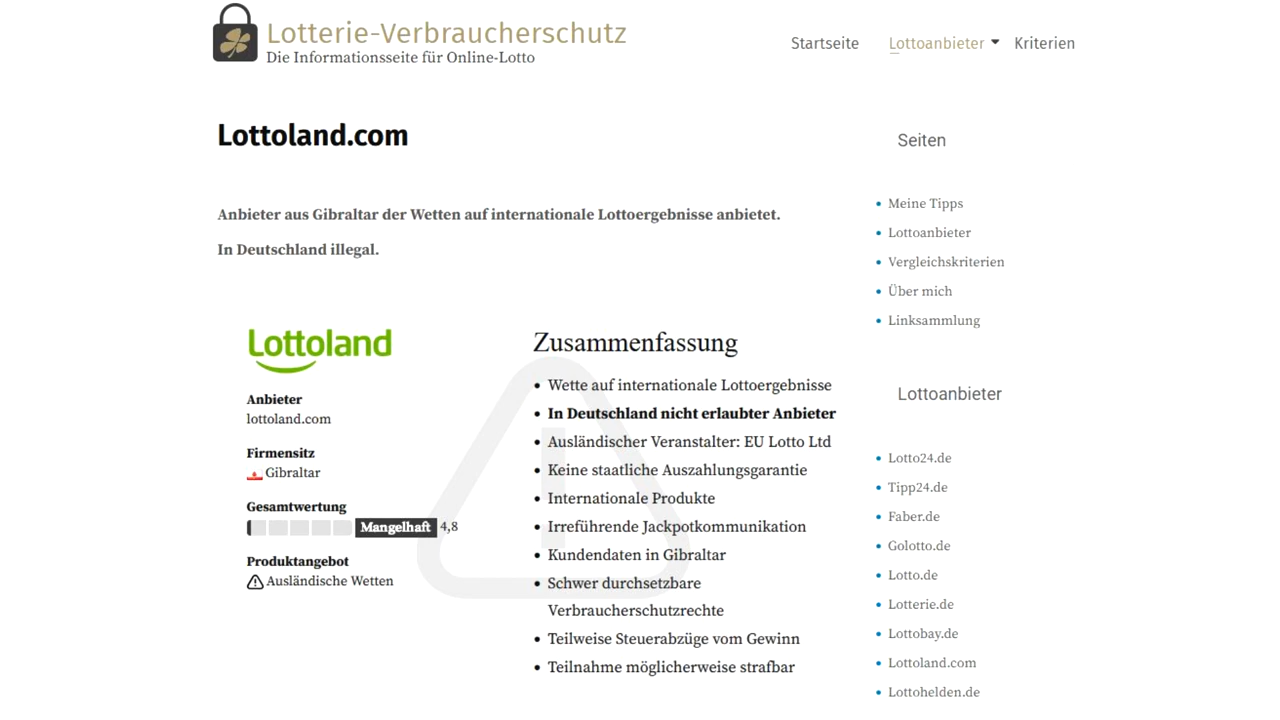 Lotterie-Verbraucherschutz
Die Informationsseite für Online-Lotto
Startseite
Lottoanbieter
Kriterien
Lottoland.com
Anbieter aus Gibraltar der Wetten auf internationale Lottoergebnisse anbietet.
In Deutschland illegal.
Lottoland
Anbieter
lottoland.com
Firmensitz
Gibraltar
Gesamtwertung
Mangelhaft 4,8
Produktangebot
Ausländische Wetten
Zusammenfassung
• Wette auf internationale Lottoergebnisse
• In Deutschland nicht erlaubter Anbieter
• Ausländischer Veranstalter: EU Lotto Ltd
• Keine staatliche Auszahlungsgarantie
• Internationale Produkte
• Irreführende Jackpotkommunikation
• Kundendaten in Gibraltar
• Schwer durchsetzbare
Verbraucherschutzrechte
• Teilweise Steuerabzüge vom Gewinn
• Teilnahme möglicherweise strafbar
Seiten
• Meine Tipps
• Lottoanbieter
• Vergleichskriterien
• Über mich
• Linksammlung
Lottoanbieter
• Lotto24.de
• Tipp24.de
• Faber.de
• Golotto.de
• Lotto.de
• Lotterie.de
• Lottobay.de
• Lottoland.com
• Lottohelden.de